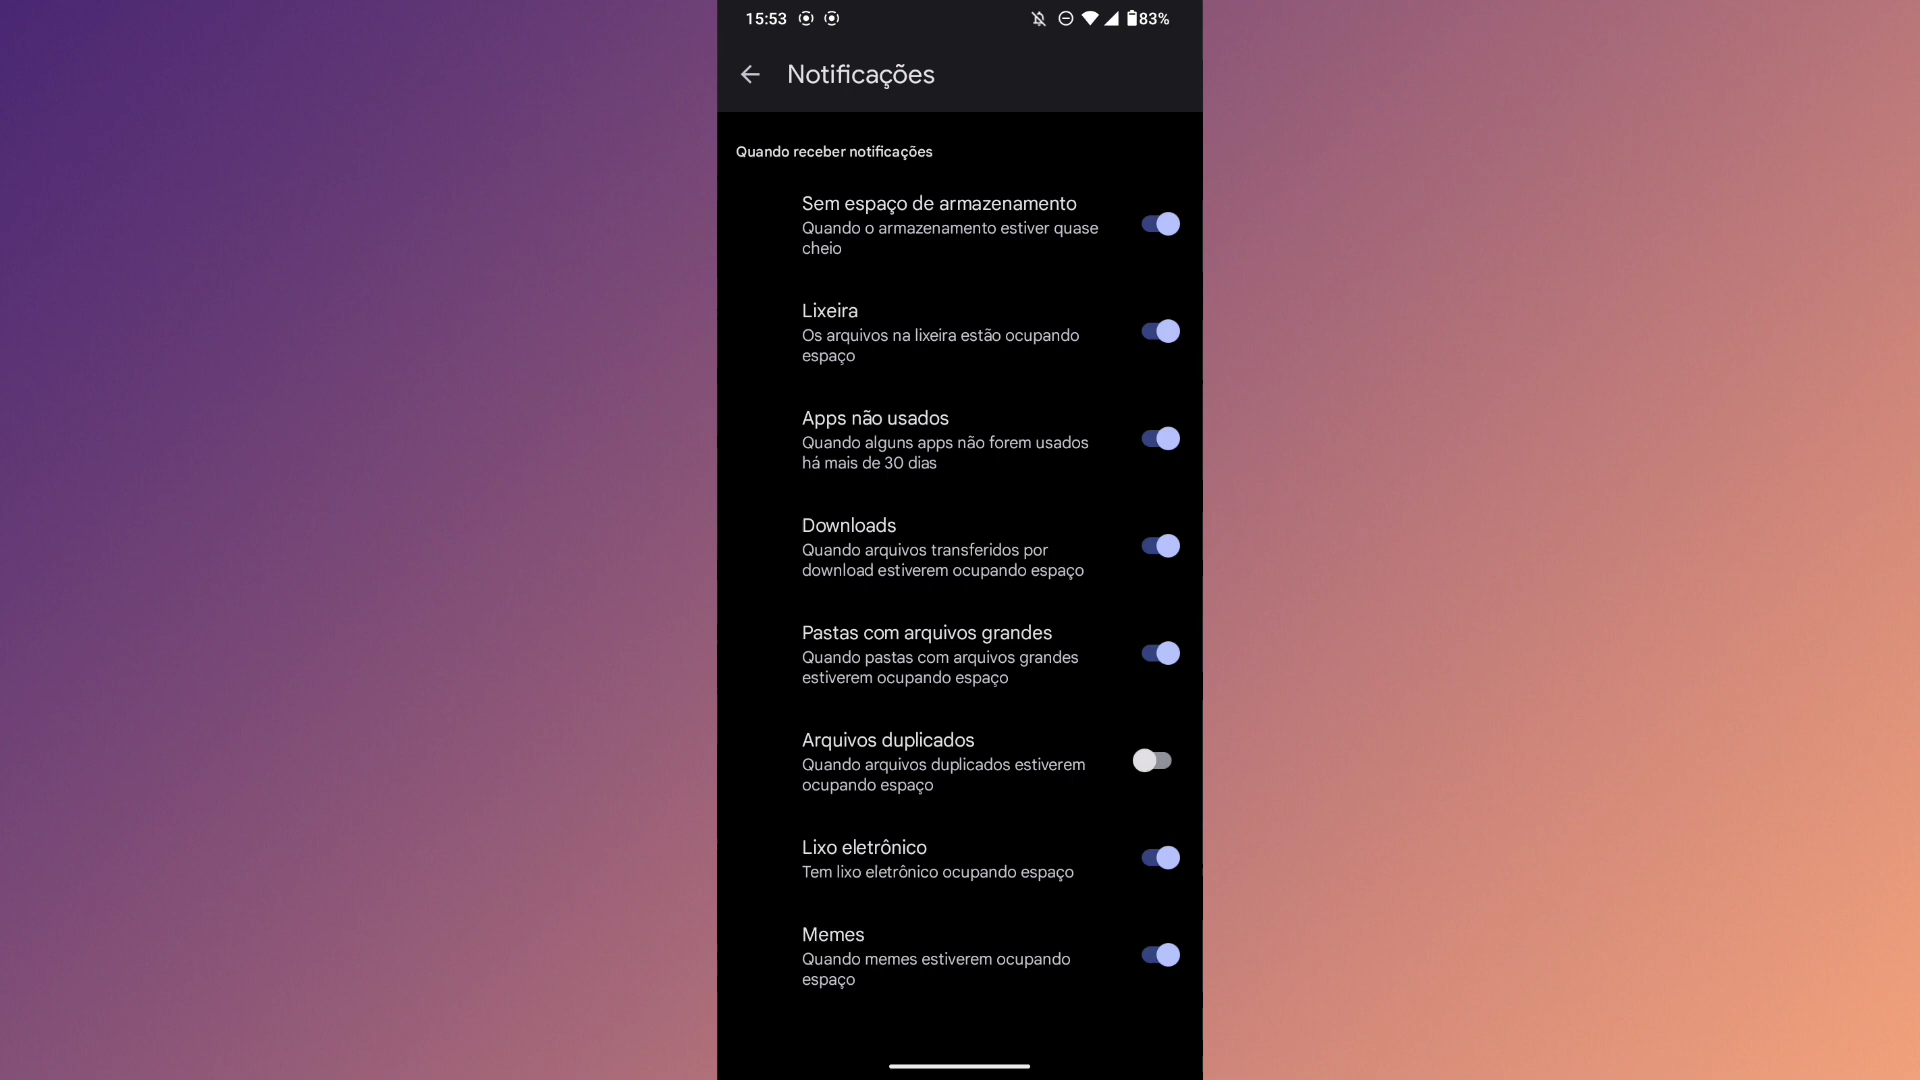 15:53
83%
Notificações
Quando receber notificações
Sem espaço de armazenamento
Quando o armazenamento estiver quase
cheio
Lixeira
Os arquivos na lixeira estão ocupando
espaço
Apps não usados
Quando alguns apps não forem usados
há mais de 30 dias
Downloads
Quando arquivos transferidos por
download estiverem ocupando espaço
Pastas com arquivos grandes
Quando pastas com arquivos grandes
estiverem ocupando espaço
Arquivos duplicados
Quando arquivos duplicados estiverem
ocupando espaço
Lixo eletrônico
Tem lixo eletrônico ocupando espaço
Memes
Quando memes estiverem ocupando
espaço